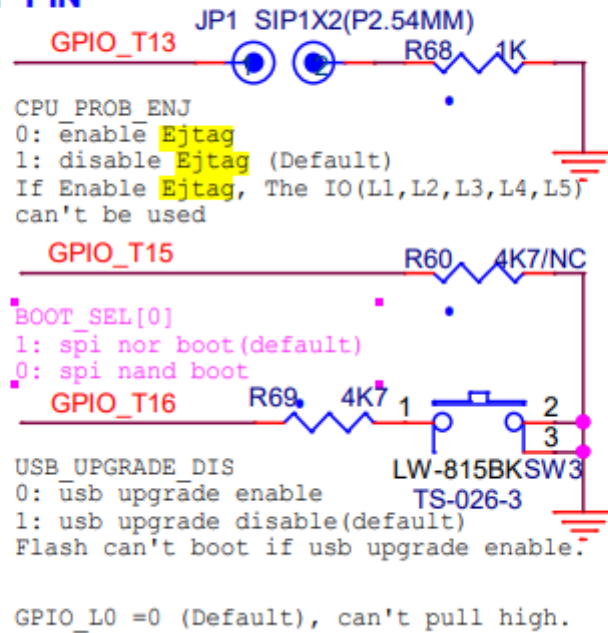 JP1 SIP1X2(P2.54MM)
GPIO_T13
1 2
R68 1K
CPU_PROB_ENJ
0: enable Ejtag
1: disable Ejtag (Default)
If Enable Ejtag, The IO(L1,L2,L3,L4,L5)
can't be used
GPIO_T15
R60 4K7/NC
BOOT_SEL[0]
1: spi nor boot(default)
0: spi nand boot
GPIO_T16
R69 4K7
1 2
3
LW-815BKSW3
TS-026-3
USB_UPGRADE_DIS
0: usb upgrade enable
1: usb upgrade disable(default)
Flash can't boot if usb upgrade enable.
GPIO_L0 =0 (Default), can't pull high.